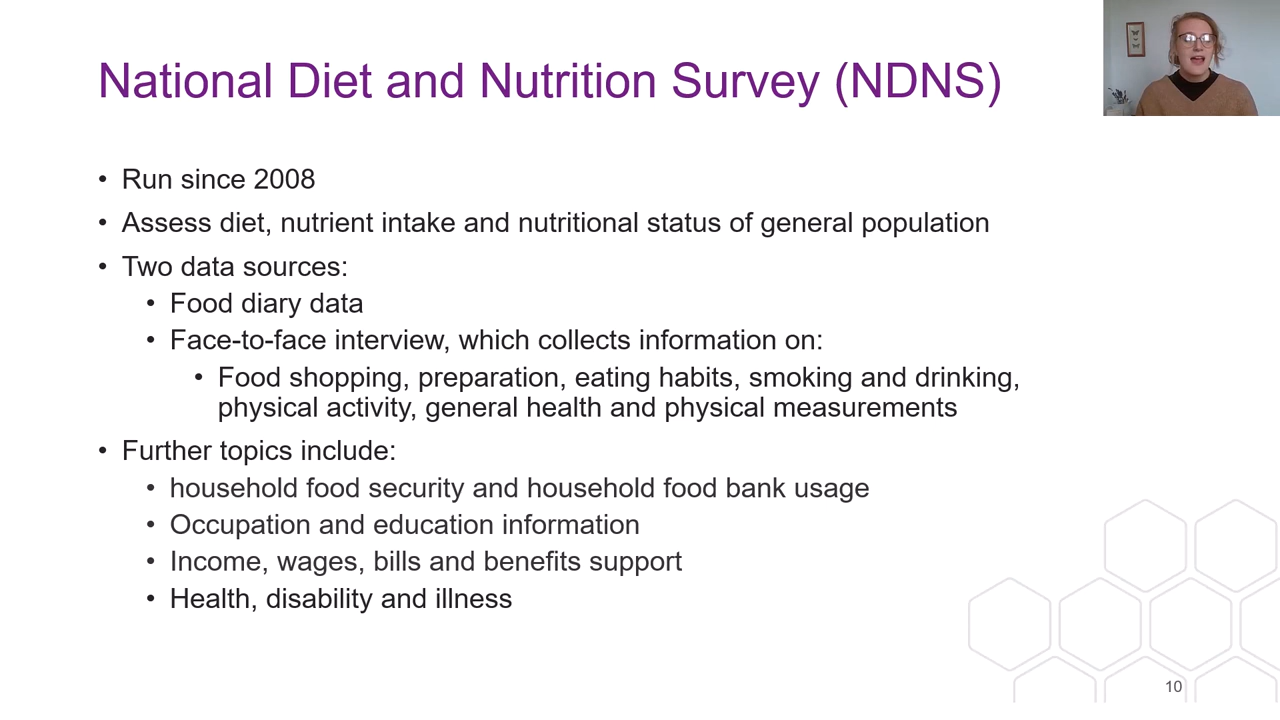 National Diet and Nutrition Survey (NDNS)
• Run since 2008
• Assess diet, nutrient intake and nutritional status of general population
• Two data sources:
• Food diary data
• Face-to-face interview, which collects information on:
• Food shopping, preparation, eating habits, smoking and drinking,
physical activity, general health and physical measurements
• Further topics include:
• household food security and household food bank usage
• Occupation and education information
• Income, wages, bills and benefits support
• Health, disability and illness
10